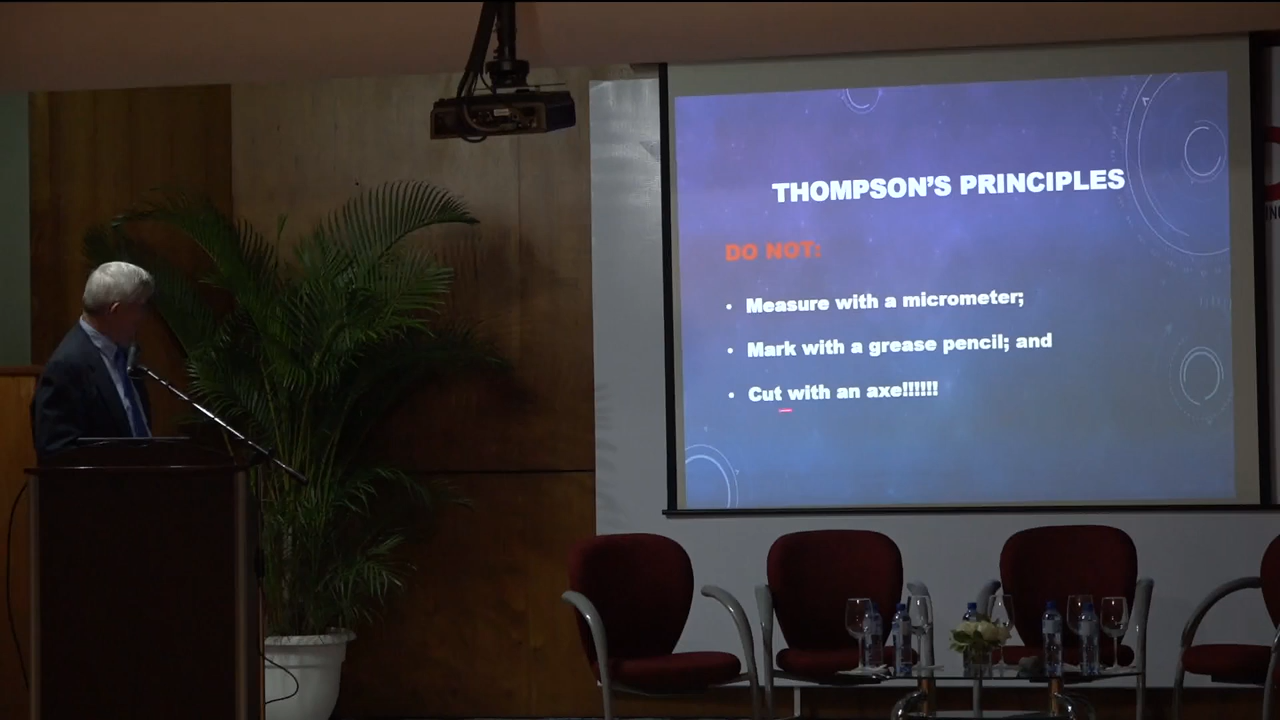 THOMPSON'S PRINCIPLES
DO NOT:
• Measure with a micrometer;
• Mark with a grease pencil; and
• Cut with an axe!!!!!!